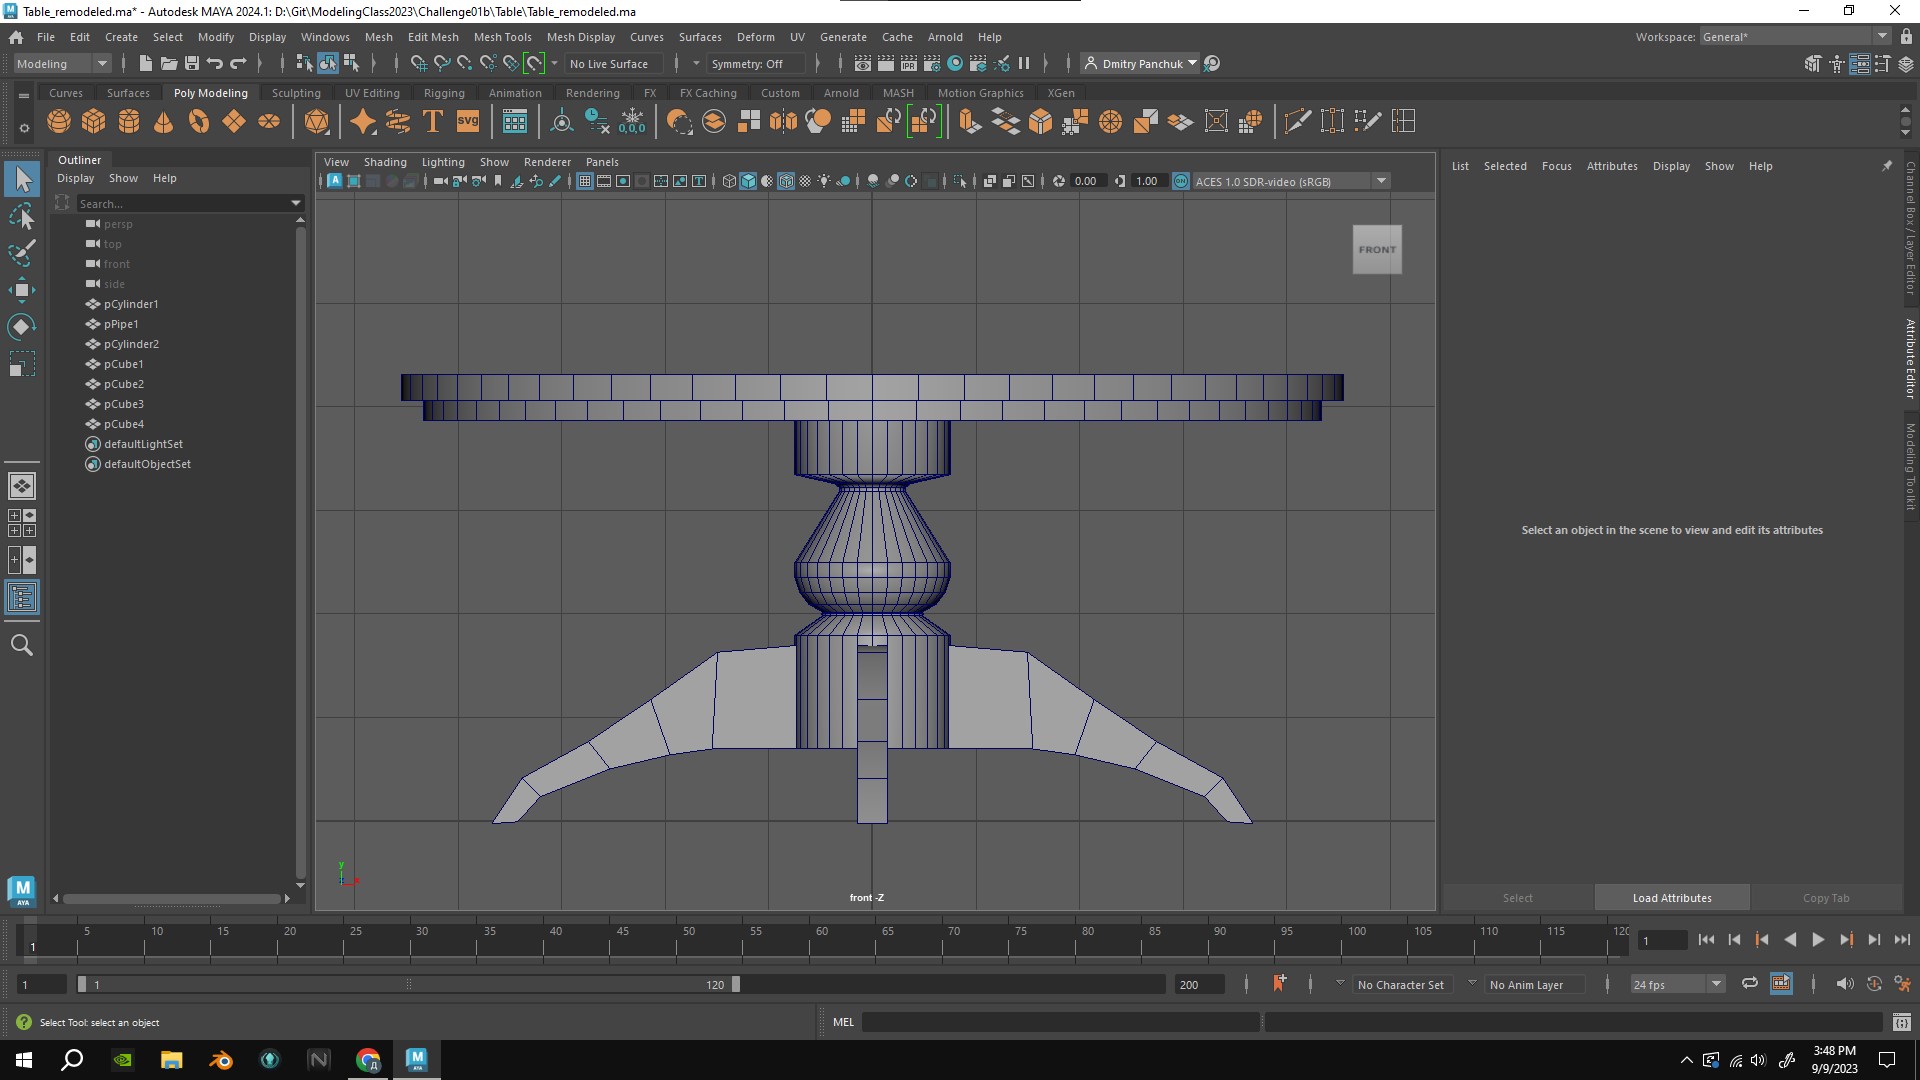 Table_remodeled.ma* - Autodesk MAYA 2024.1: D:\Git\ModelingClass2023\Challenge01b\Table\Table_remodeled.ma
File Edit Create Select Modify Display Windows Mesh Edit Mesh Mesh Tools Mesh Display Curves Surfaces Deform UV Generate Cache Arnold Help
Workspace: General*
Modeling
No Live Surface
Symmetry: Off
IPR
Dmitry Panchuk
Curves Surfaces Poly Modeling Sculpting UV Editing Rigging Animation Rendering FX FX Caching Custom Arnold MASH Motion Graphics XGen
SVG
0,0,0
Outliner
Display Show Help
Search...
persp
top
front
side
pCylinder1
pPipe1
pCylinder2
pCube1
pCube2
pCube3
pCube4
defaultLightSet
defaultObjectSet
View Shading Lighting Show Renderer Panels
0.00
1.00
ON
ACES 1.0 SDR-video (sRGB)
FRONT
y
x
front -Z
List Selected Focus Attributes Display Show Help
Select an object in the scene to view and edit its attributes
Select
Load Attributes
Copy Tab
Channel Box / Layer Editor
Attribute Editor
Modeling Toolkit
M
AYA
1
5 10 15 20 25 30 35 40 45 50 55 60 65 70 75 80 85 90 95 100 105 110 115 120
1
1
1
120
200
No Character Set
No Anim Layer
24 fps
Select Tool: select an object
MEL
3:48 PM
9/9/2023